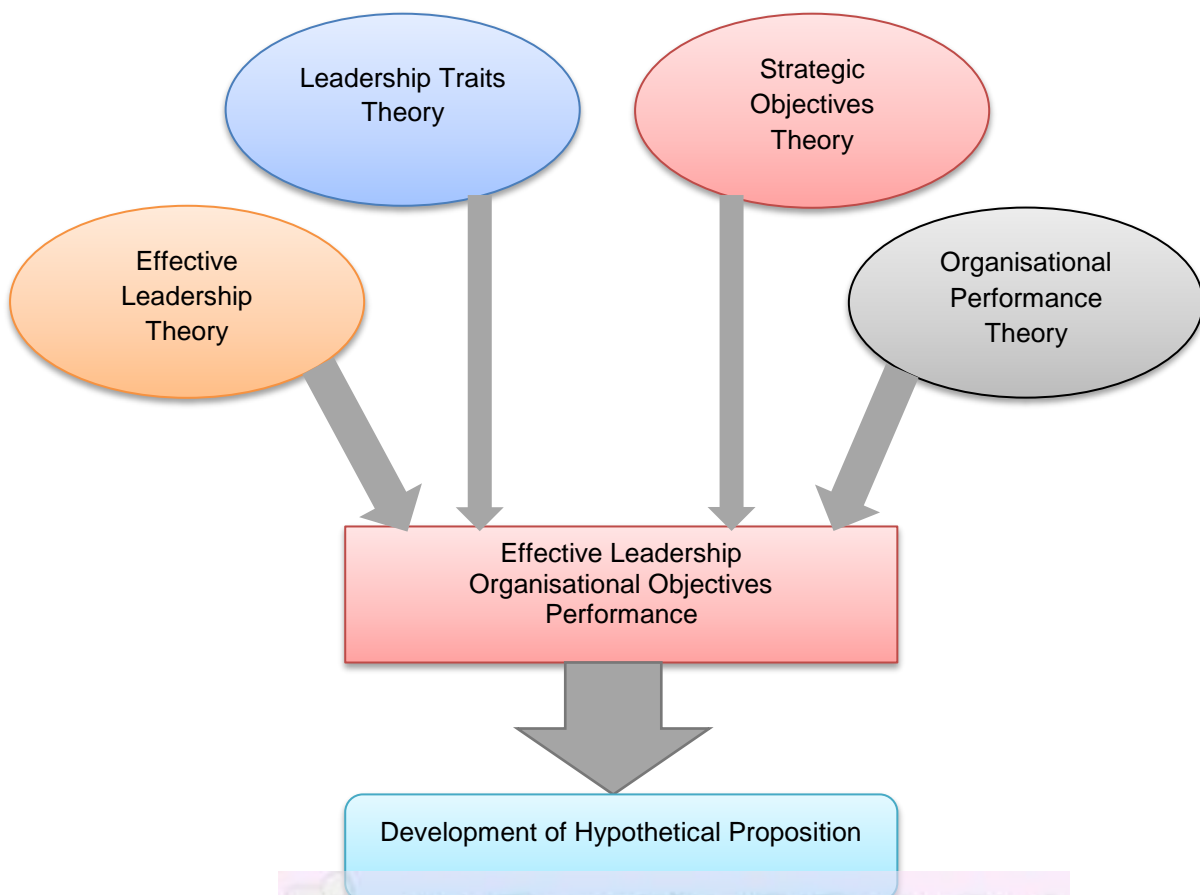 Leadership Traits
Theory
Strategic
Objectives
Theory
Effective
Leadership
Theory
Organisational
Performance
Theory
Effective Leadership
Organisational Objectives
Performance
Development of Hypothetical Proposition